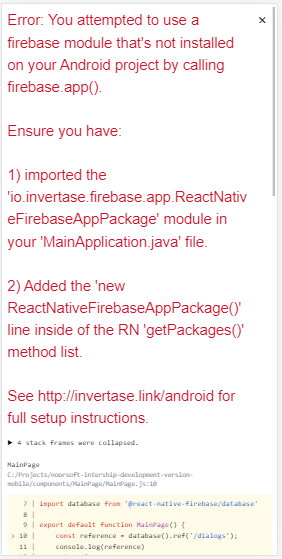 Error: You attempted to use a
firebase module that's not installed
on your Android project by calling
firebase.app().
Ensure you have:
1) imported the
'io.invertase.firebase.app.ReactNativ
eFirebaseAppPackage' module in
your 'MainApplication.java' file.
2) Added the 'new
ReactNativeFirebaseAppPackage()'
line inside of the RN 'getPackages()'
method list.
See http://invertase.link/android for
full setup instructions.
▶ 4 stack frames were collapsed.
MainPage
C:/Projects/noorsoft-intership-development-version-
mobile/components/MainPage/MainPage.js:10
7 | import database from '@react-native-firebase/database'
8 |
9 | export default function MainPage() {
> 10 | const reference = database().ref('/dialogs');
11 | console.log(reference)